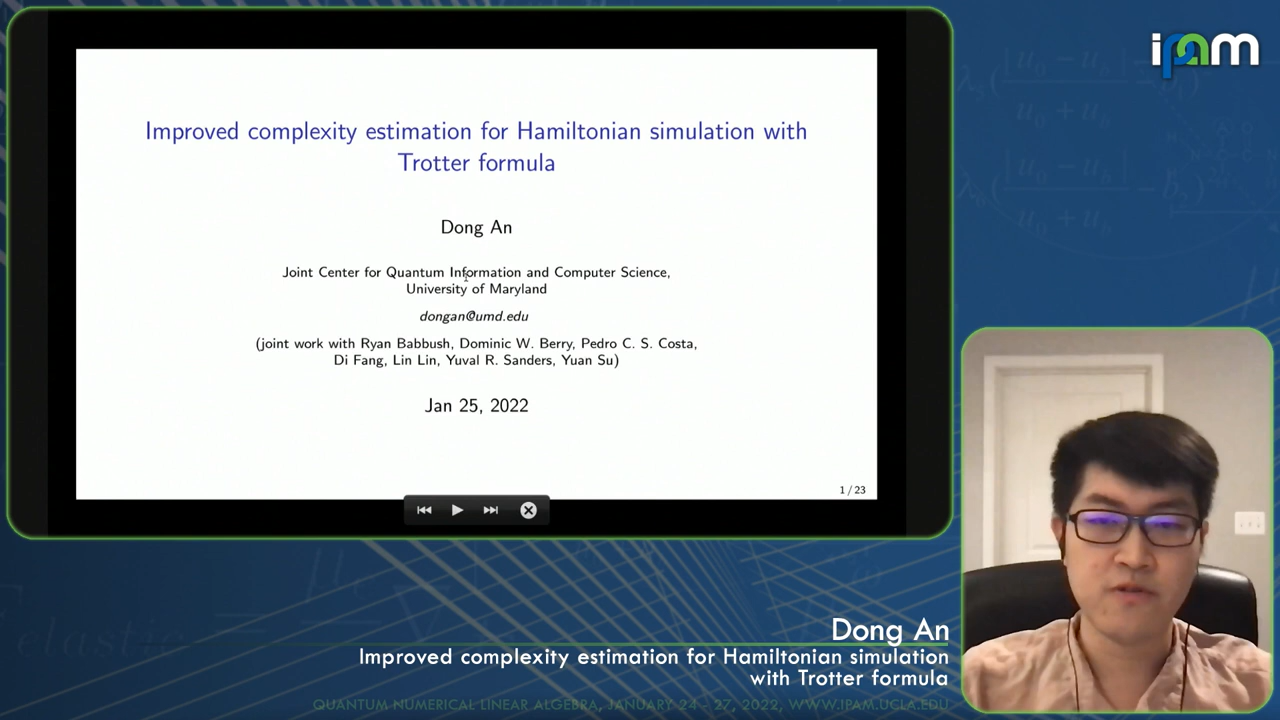 Improved complexity estimation for Hamiltonian simulation with
Trotter formula
Dong An
Joint Center for Quantum Information and Computer Science,
University of Maryland
dongan@umd.edu
(joint work with Ryan Babbush, Dominic W. Berry, Pedro C. S. Costa,
Di Fang, Lin Lin, Yuval R. Sanders, Yuan Su)
Jan 25, 2022
1 / 23
ipam
Dong An
Improved complexity estimation for Hamiltonian simulation
with Trotter formula
QUANTUM NUMERICAL LINEAR ALGEBRA, JANUARY 24 - 27, 2022, WWW.IPAM.UCLA.EDU
elastic